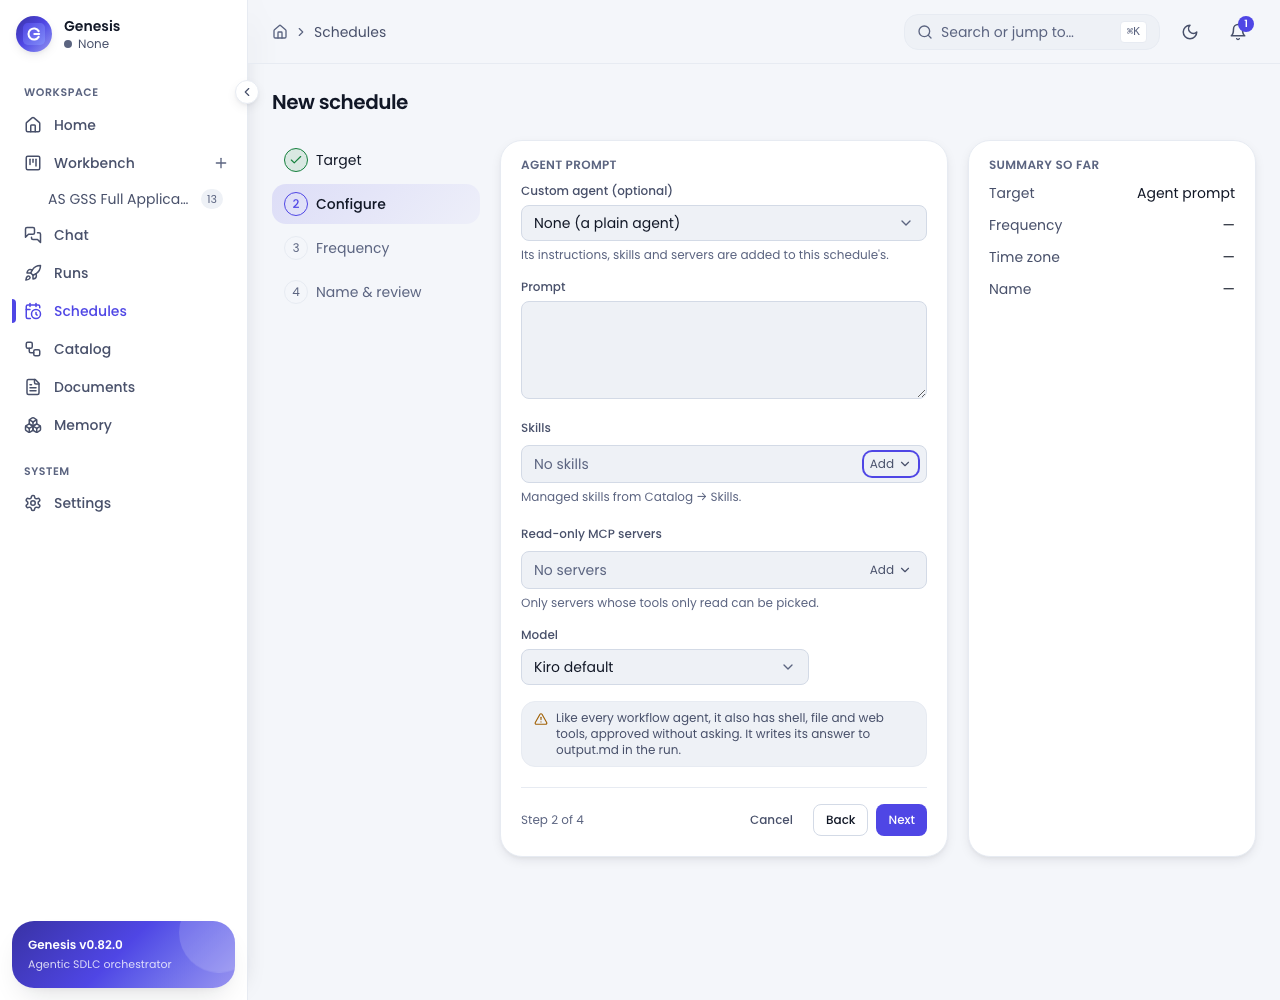 Genesis
None
WORKSPACE
Home
Workbench
AS GSS Full Applica...
13
Chat
Runs
Schedules
Catalog
Documents
Memory
SYSTEM
Settings
Genesis v0.82.0
Agentic SDLC orchestrator
Schedules
Search or jump to...
⌘K
1
New schedule
Target
2 Configure
3 Frequency
4 Name & review
AGENT PROMPT
Custom agent (optional)
None (a plain agent)
Its instructions, skills and servers are added to this schedule's.
Prompt
Skills
No skills
Add
Managed skills from Catalog → Skills.
Read-only MCP servers
No servers
Add
Only servers whose tools only read can be picked.
Model
Kiro default
Like every workflow agent, it also has shell, file and web
tools, approved without asking. It writes its answer to
output.md in the run.
Step 2 of 4
Cancel
Back
Next
SUMMARY SO FAR
Target Agent prompt
Frequency —
Time zone —
Name —